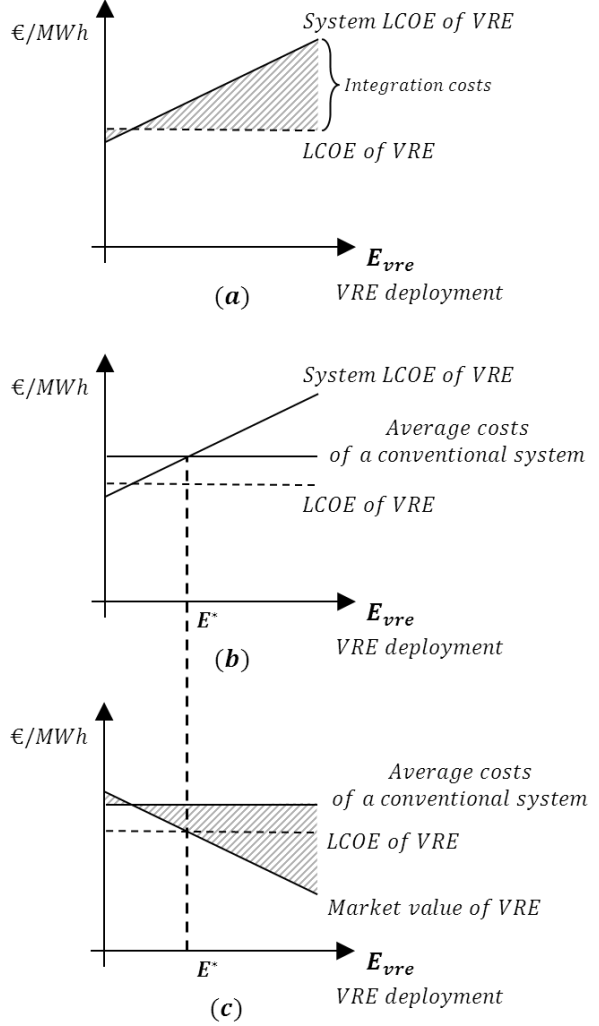 €/MWh
System LCOE of VRE
Integration costs
LCOE of VRE
E_vre
(a)
VRE deployment
€/MWh
System LCOE of VRE
Average costs
of a conventional system
LCOE of VRE
E*
E_vre
(b)
VRE deployment
€/MWh
Average costs
of a conventional system
LCOE of VRE
Market value of VRE
E*
E_vre
(c)
VRE deployment